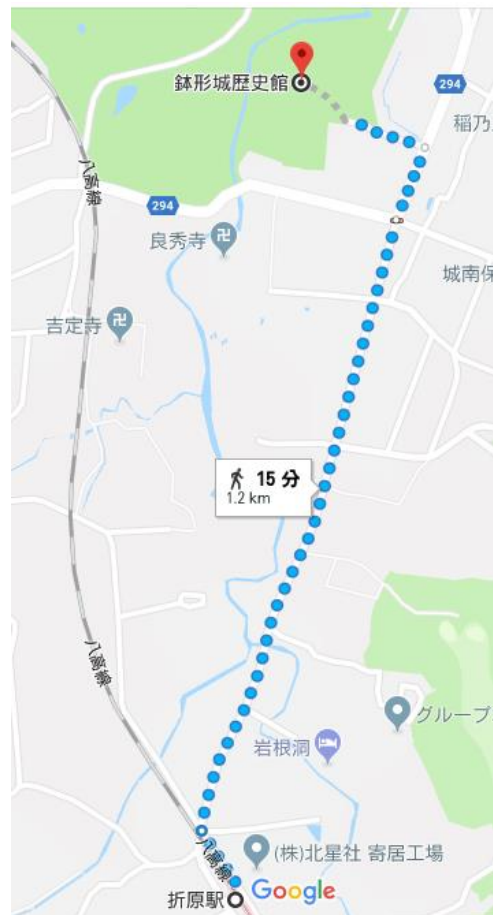 鉢形城歴史館
294
稲乃
八高線
294
良秀寺
城南保
吉定寺
15 分
1.2 km
八高線
グループ
岩根洞
八高線
(株)北星社 寄居工場
折原駅
Google